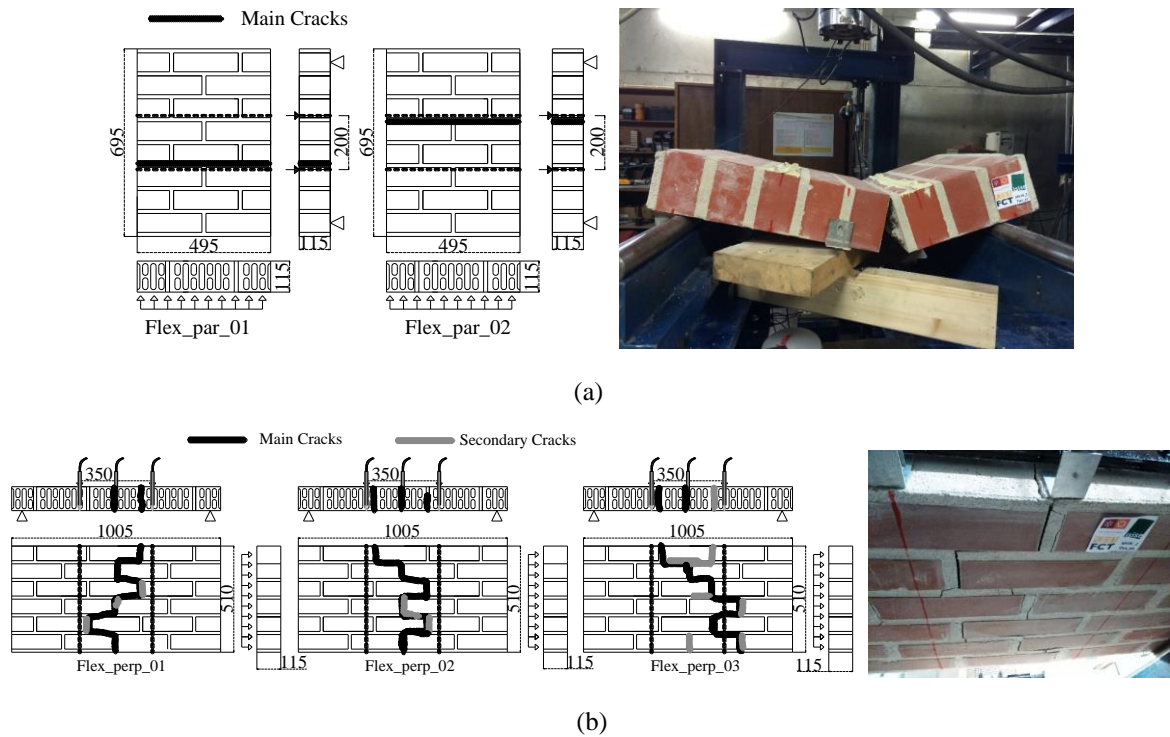 Main Cracks
695
200
495
115
115
Flex_par_01
695
200
495
115
115
Flex_par_02
FCT
(a)
Main Cracks
Secondary Cracks
350
1005
510
115
Flex_perp_01
350
1005
510
115
Flex_perp_02
350
1005
510
115
Flex_perp_03
FCT
(b)